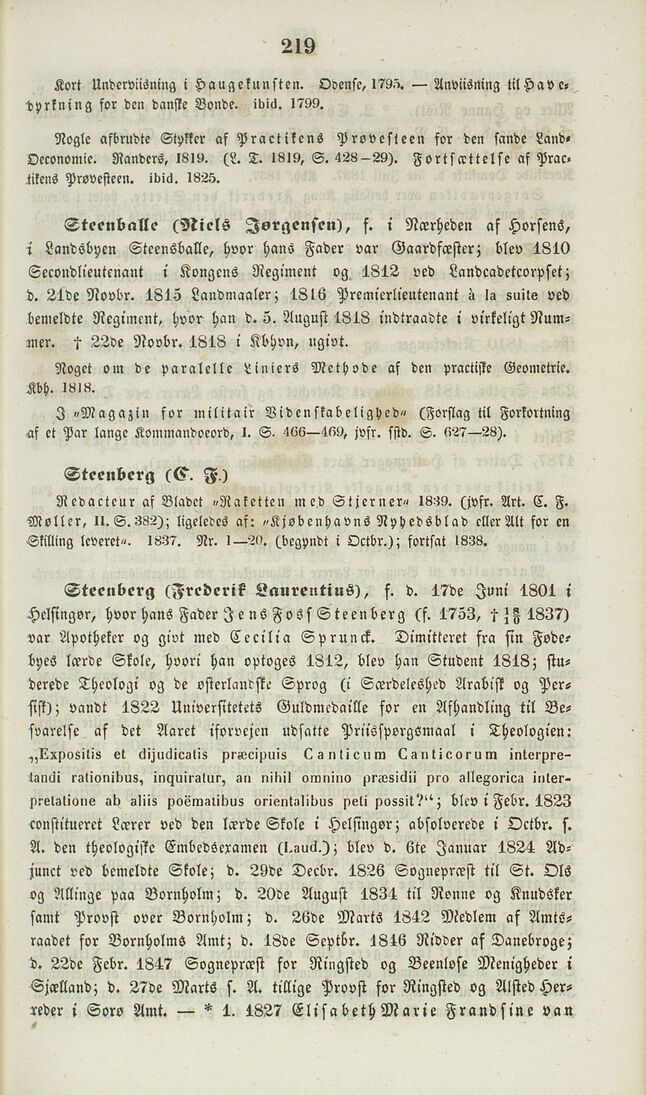 219
Kort Underviisning i Haugekunsten. Odense, 1795. — Anviisning til Have-
dyrkning for den danske Bonde. ibid. 1799.
Nogle afbrudte Stykker af Practikens Prøvesteen for den sande Land-
Oeconomie. Randers, 1819. (L. T. 1819, S. 428–29). Fortsættelse af Prac-
tikens Prøvesteen. ibid. 1825.
Steenballe (Niels Jørgensen), f. i Nærheden af Horsens,
i Landsbyen Steensballe, hvor hans Fader var Gaardfæster; blev 1810
Secondlieutenant i Kongens Regiment og 1812 ved Landcadetcorpset;
d. 21de Novbr. 1815 Landmaaler; 1816 Premierlieutenant à la suite ved
bemeldte Regiment, hvor han d. 5. August 1818 indtraadte i virkeligt Num-
mer. † 22de Novbr. 1818 i Kbhvn, ugivt.
Noget om de paralelle Liniers Methode af den practiske Geometrie.
Kbh. 1818.
I „Magazin for militair Videnskabelighed“ (Forslag til Forkortning
af et Par lange Kommandoeord, I. S. 466—469, jvfr. sstd. S. 627—28).
Steenberg (C. F.)
Redacteur af Bladet „Raketten med Stjerner“ 1839. (jvfr. Art. C. F.
Møller, II. S. 382); ligeledes af: „Kjøbenhavns Nyhedsblad eller Alt for en
Skilling leveret“. 1837. Nr. 1—20. (begyndt i Octbr.); fortsat 1838.
Steenberg (Frederik Laurentius), f. d. 17de Juni 1801 i
Helsingør, hvor hans Fader Jens Foss Steenberg (f. 1753, † 1837)
var Apotheker og givt med Cecilia Sprunck. Dimitteret fra sin Føde-
byes lærde Skole, hvori han optoges 1812, blev han Student 1818; stu-
derede Theologi og de østerlandske Sprog (i Særdeleshed Arabisk og Per-
sisk); vandt 1822 Universitetets Guldmedaille for en Afhandling til Be-
svarelse af det Aaret iforveien udsatte Priisspørgsmaal i Theologien:
„Expositis et dijudicatis præcipuis Canticum Canticorum interpre-
tandi rationibus, inquiratur, an nihil omnino præsidii pro allegorica inter-
pretatione ab aliis poëmatibus orientalibus peti possit?“; blev i Febr. 1823
constitueret Lærer ved den lærde Skole i Helsingør; absolverede i Octbr. s.
A. den theologiske Embedsexamen (Laud.); blev d. 6te Januar 1824 Ad-
junct ved bemeldte Skole; d. 29de Decbr. 1826 Sognepræst til St. Ols
og Allinge paa Bornholm; d. 20de August 1834 til Rønne og Knudsker
samt Provst over Bornholm; d. 26de Marts 1842 Medlem af Amts-
raadet for Bornholms Amt; d. 18de Septbr. 1846 Ridder af Danebroge;
d. 22de Febr. 1847 Sognepræst for Ringsted og Beenløse Menigheder i
Sjælland; d. 27de Marts s. A. tillige Provst for Ringsted og Alsted Her-
reder i Sorø Amt. — * 1. 1827 Elisabeth Marie Frandsine van